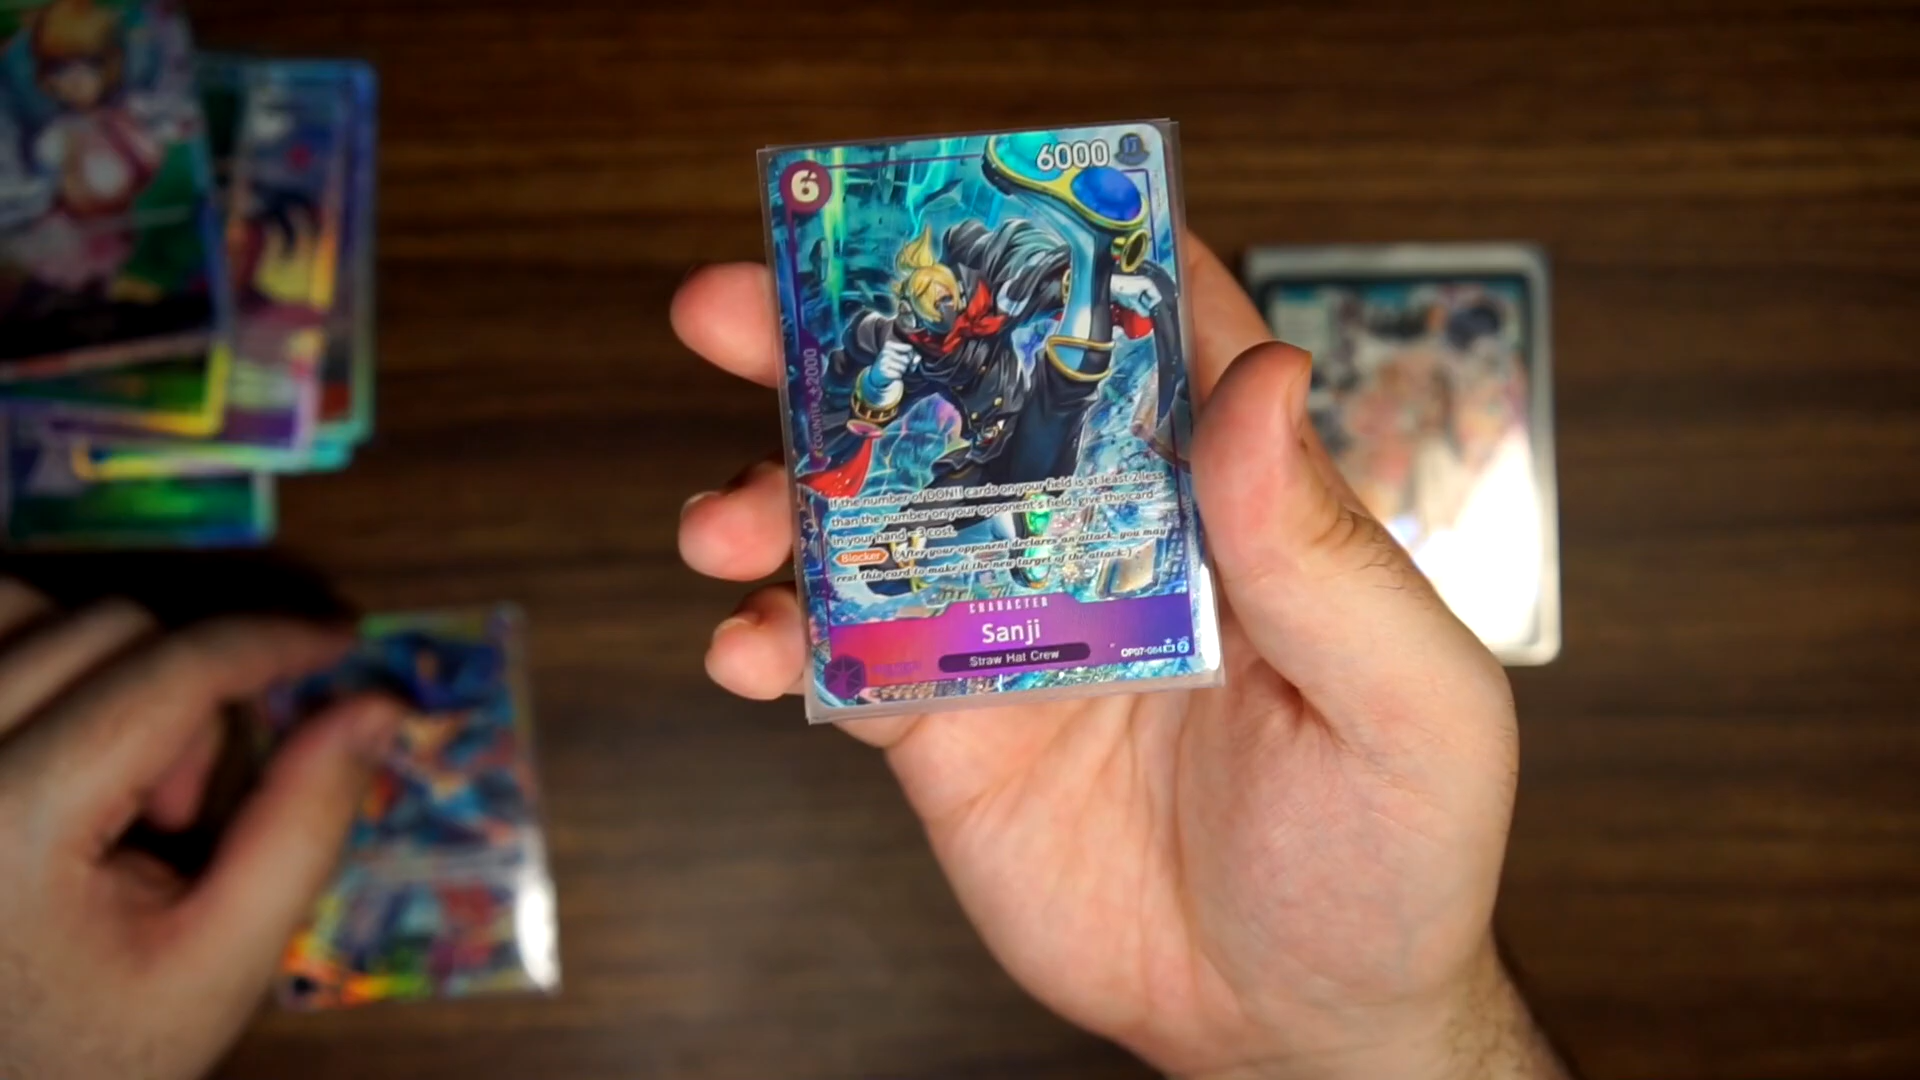 6
6000
COUNTER +2000
If the number of DON!! cards on your field is at least 2 less
than the number on your opponent's field, give this card
in your hand −3 cost.
Blocker (After your opponent declares an attack, you may
rest this card to make it the new target of the attack.)
CHARACTER
Sanji
Straw Hat Crew
OP07-064
2